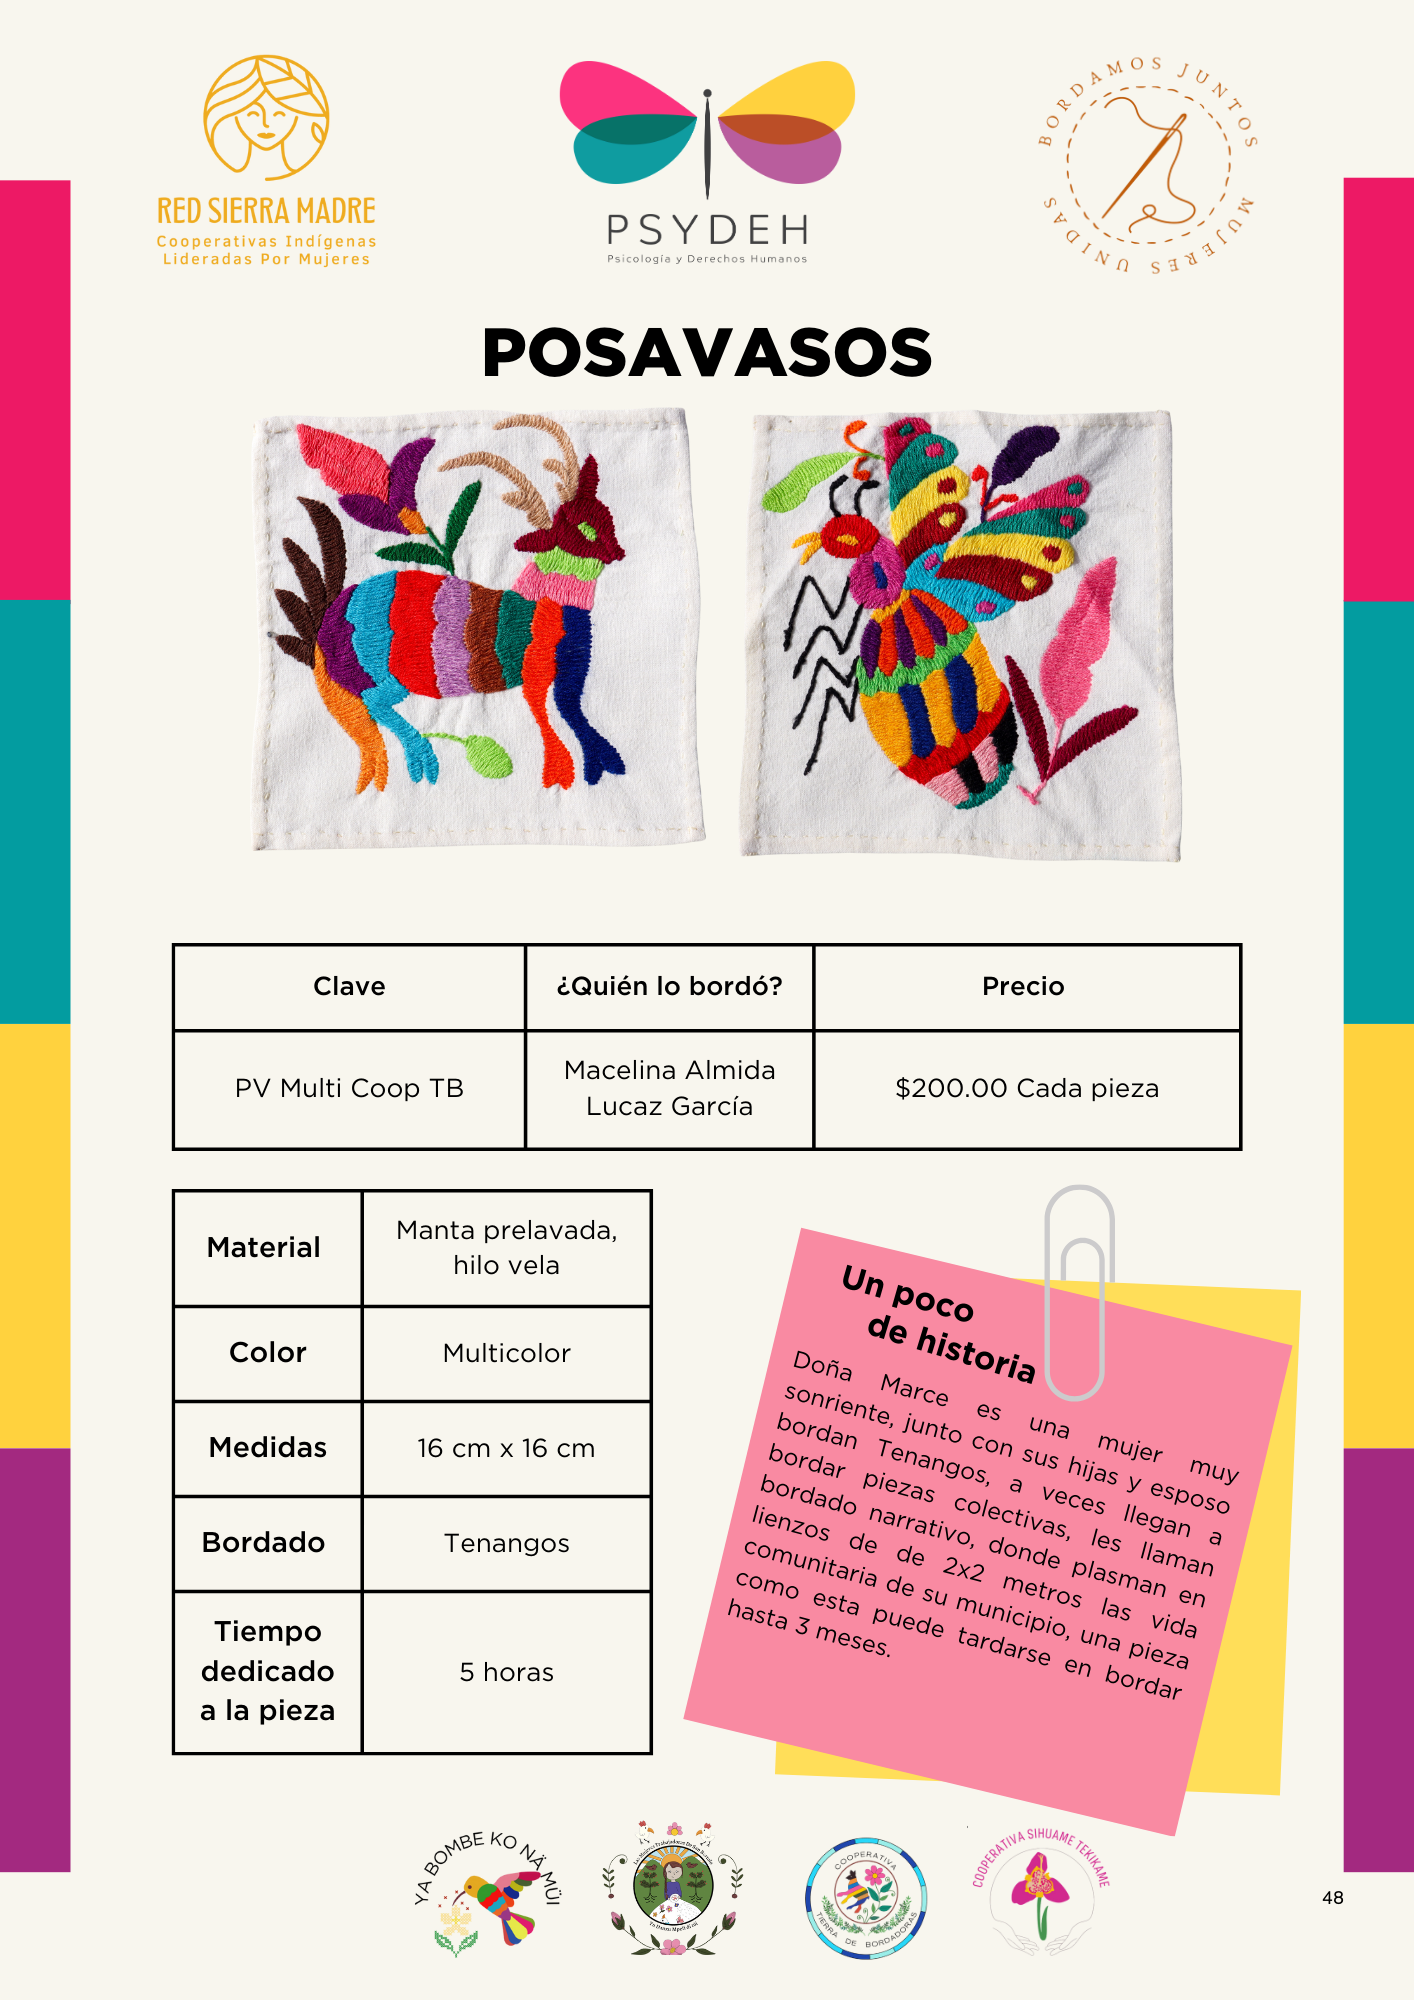 RED SIERRA MADRE
Cooperativas Indígenas
Lideradas Por Mujeres
PSYDEH
Psicología y Derechos Humanos
BORDAMOS JUNTOS
MUJERES UNIDAS
POSAVASOS
Clave
¿Quién lo bordó?
Precio
PV Multi Coop TB
Macelina Almida
Lucaz García
$200.00 Cada pieza
Material
Manta prelavada,
hilo vela
Color
Multicolor
Medidas
16 cm x 16 cm
Bordado
Tenangos
Tiempo
dedicado
a la pieza
5 horas
Un poco
de historia
Doña Marce es una mujer muy
sonriente, junto con sus hijas y esposo
bordan Tenangos, a veces llegan a
bordar piezas colectivas, les llaman
bordado narrativo, donde plasman en
lienzos de de 2x2 metros las vida
comunitaria de su municipio, una pieza
como esta puede tardarse en bordar
hasta 3 meses.
YA BOMBE KO NÄ MÜI
COOPERATIVA
TIERRA DE BORDADORAS
COOPERATIVA SIHUAME TEKIKAME
48